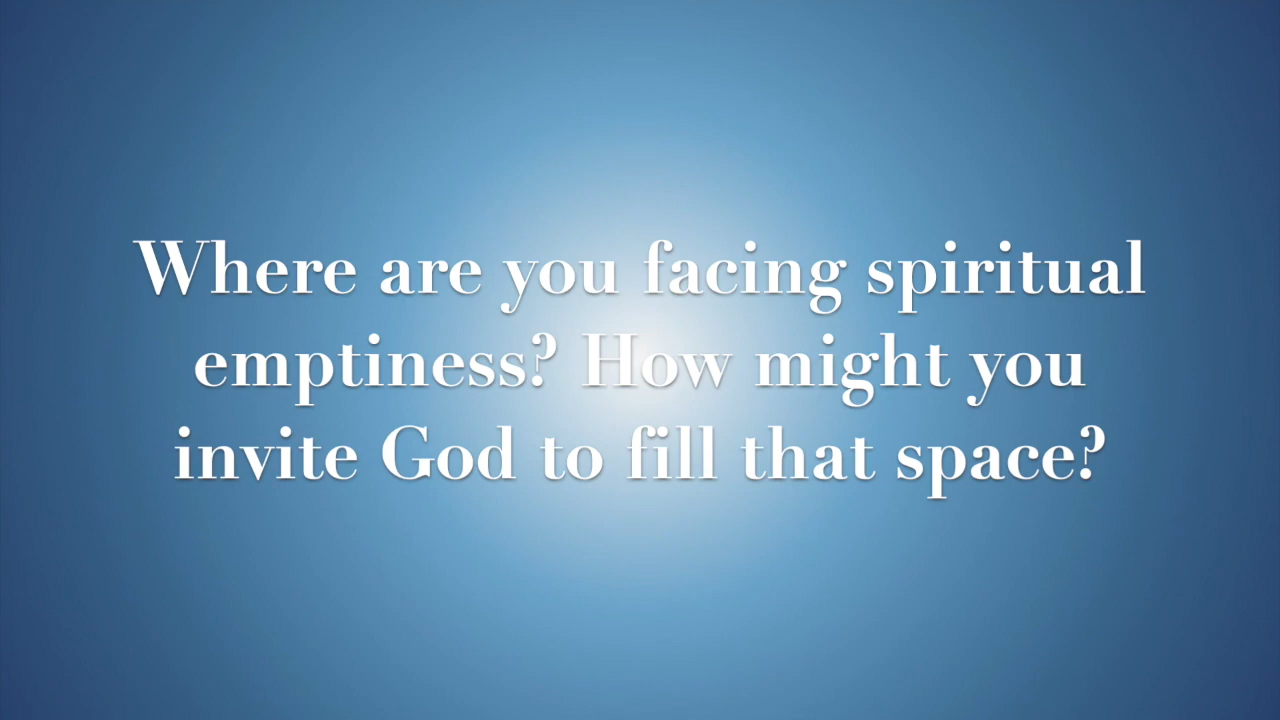 Where are you facing spiritual
emptiness? How might you
invite God to fill that space?